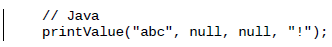 // Java
printValue("abc", null, null, "!");